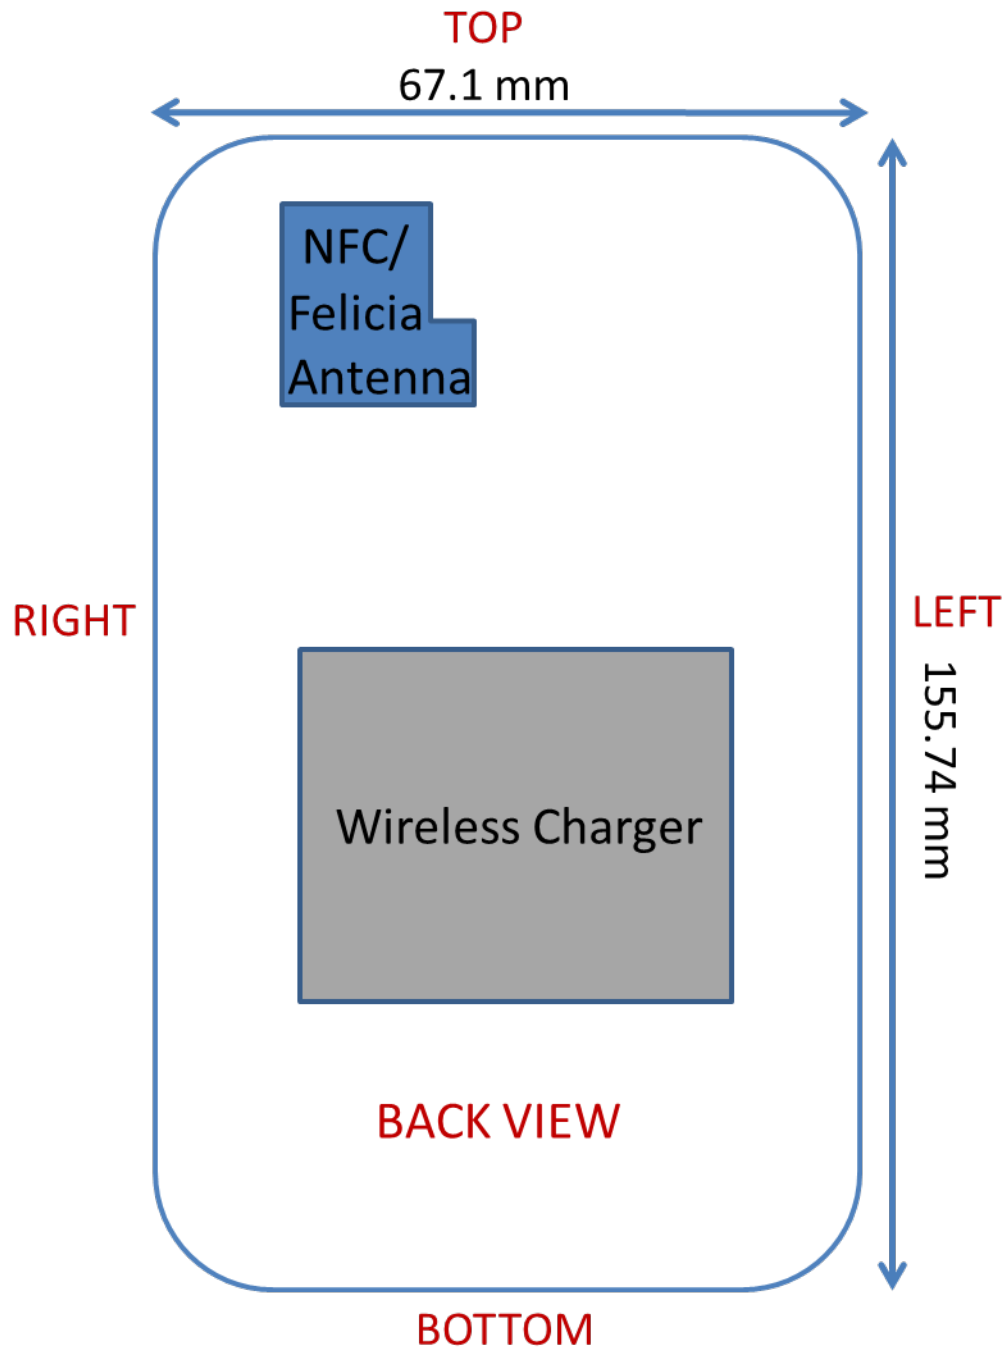 TOP
67.1 mm
NFC/
Felicia
Antenna
RIGHT
LEFT
155.74 mm
Wireless Charger
BACK VIEW
BOTTOM